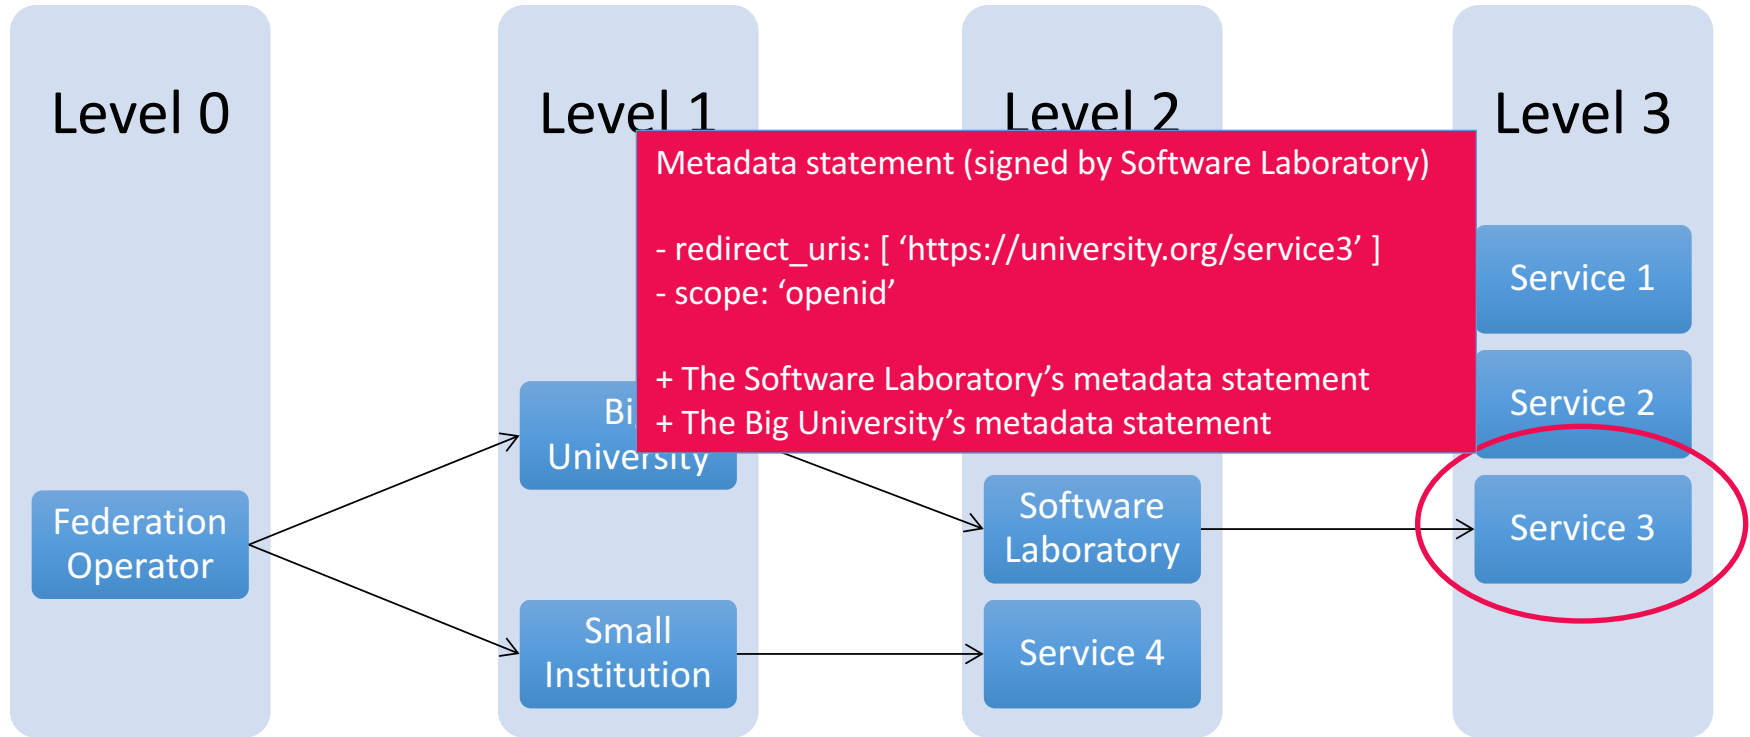 Level 0
Level 1
Level 2
Level 3
Metadata statement (signed by Software Laboratory)
- redirect_uris: [ ‘https://university.org/service3’ ]
- scope: ‘openid’
+ The Software Laboratory’s metadata statement
+ The Big University’s metadata statement
Service 1
Service 2
Bi
University
Federation
Operator
Software
Laboratory
Service 3
Small
Institution
Service 4